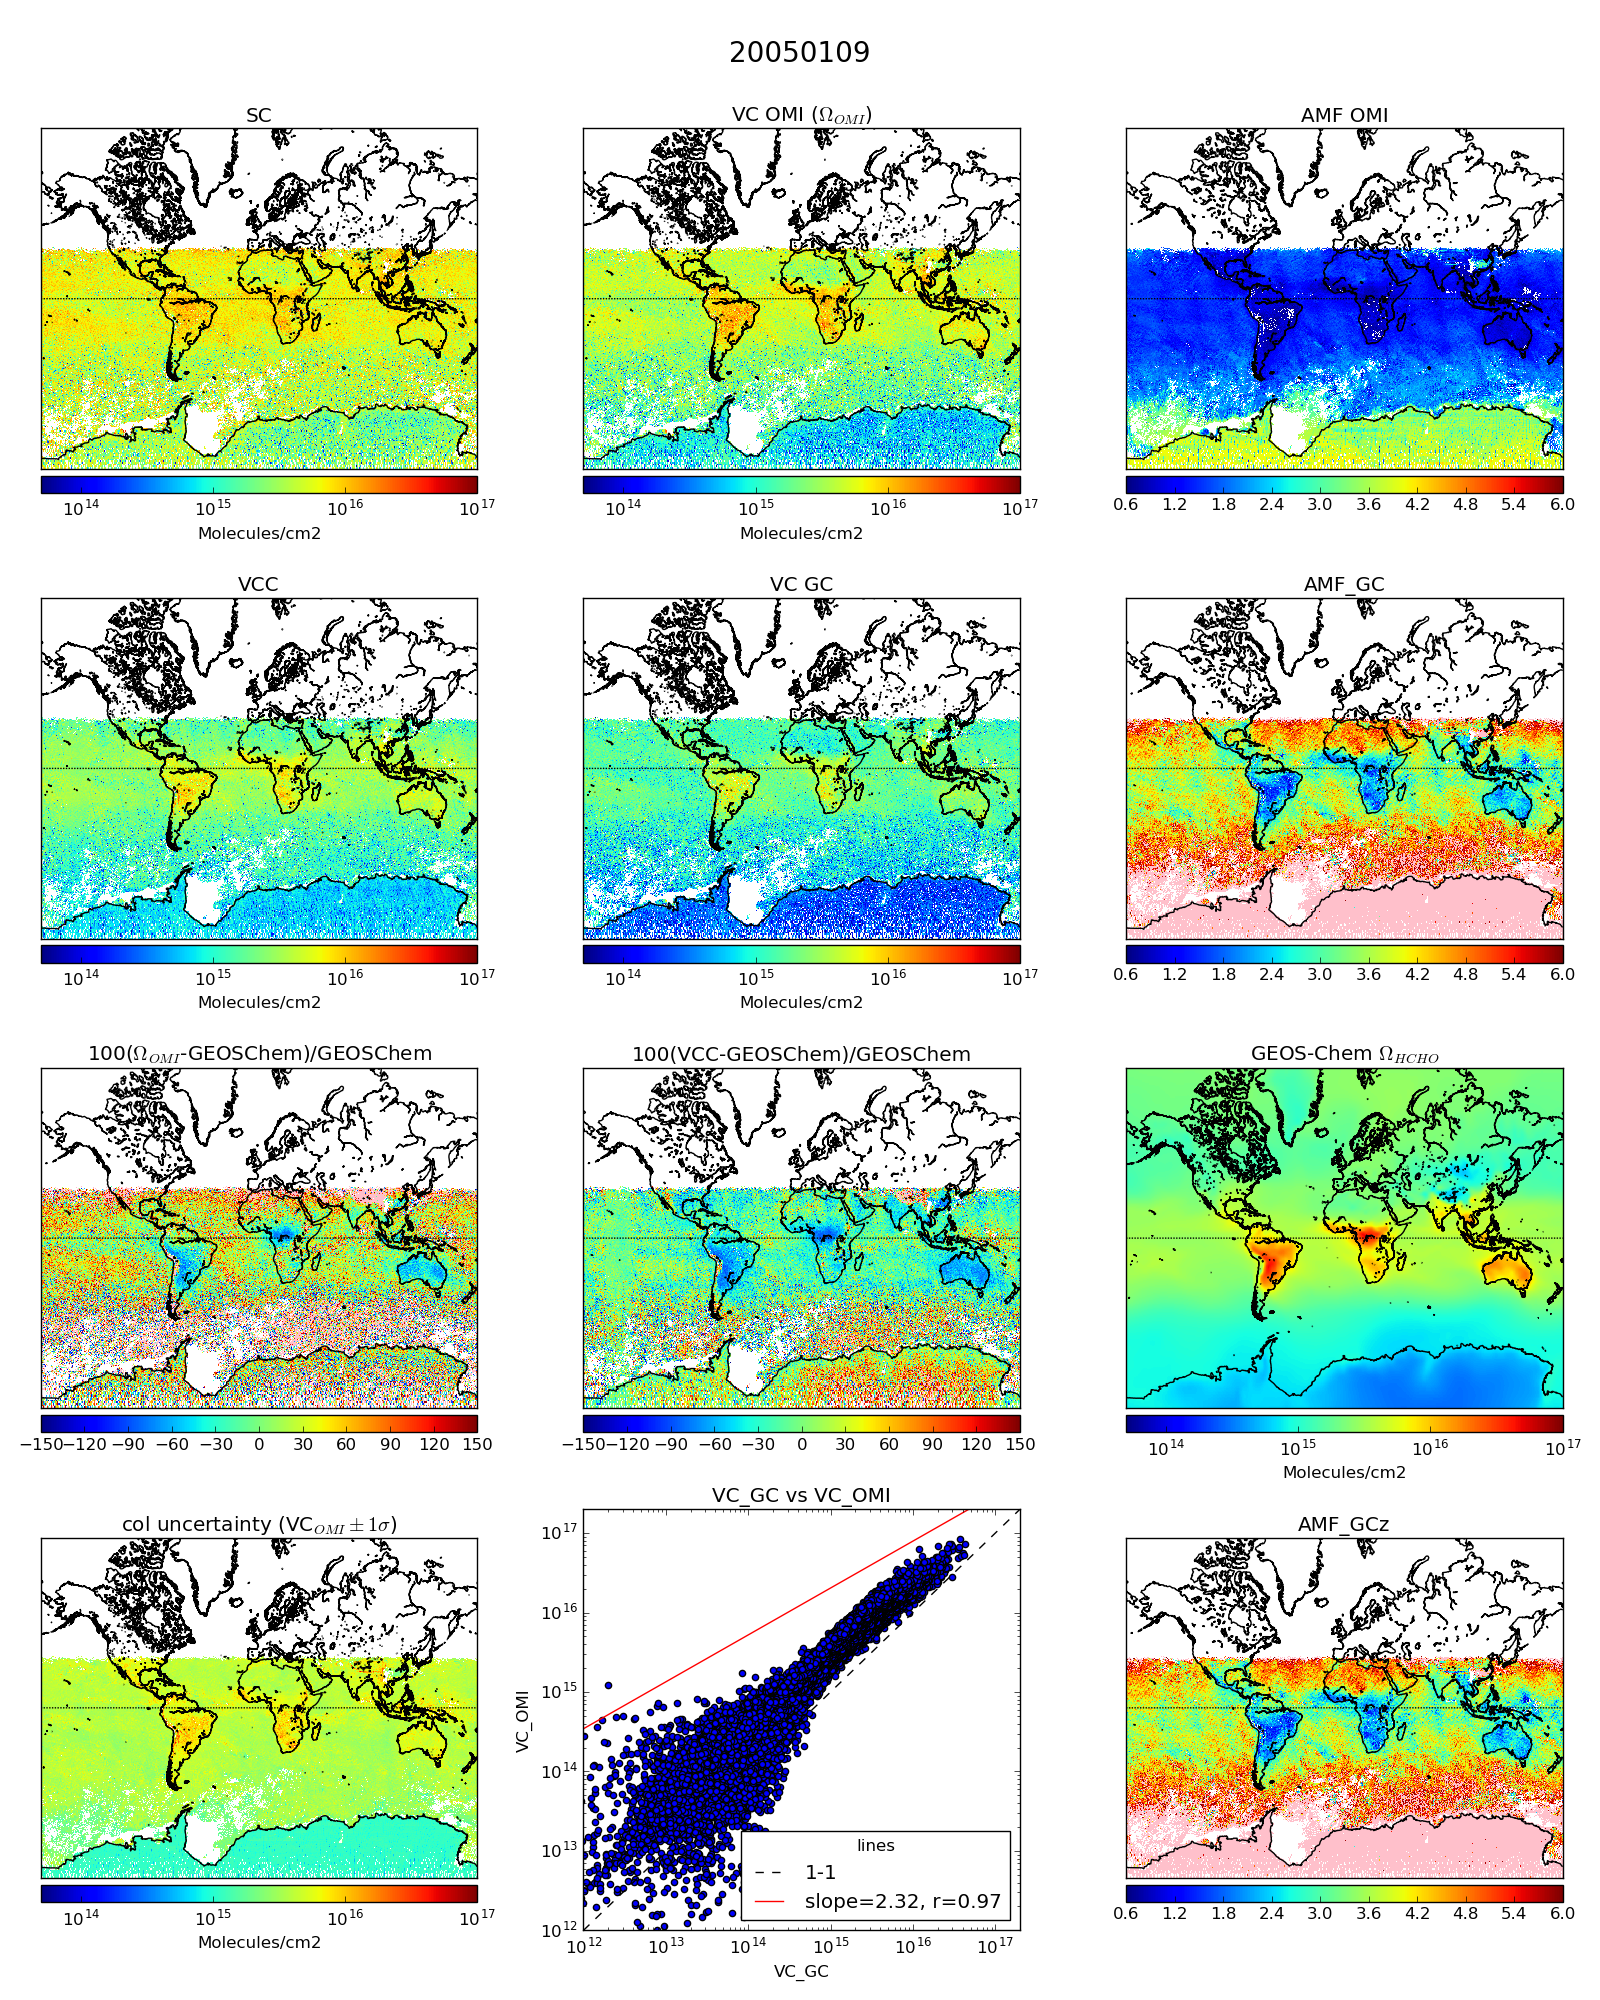 20050109
SC
VC OMI (Ω_OMI)
AMF OMI
10^14 10^15 10^16 10^17
Molecules/cm2
10^14 10^15 10^16 10^17
Molecules/cm2
0.6 1.2 1.8 2.4 3.0 3.6 4.2 4.8 5.4 6.0
VCC
VC GC
AMF_GC
10^14 10^15 10^16 10^17
Molecules/cm2
10^14 10^15 10^16 10^17
Molecules/cm2
0.6 1.2 1.8 2.4 3.0 3.6 4.2 4.8 5.4 6.0
100(Ω_OMI-GEOSChem)/GEOSChem
100(VCC-GEOSChem)/GEOSChem
GEOS-Chem Ω_HCHO
−150 −120 −90 −60 −30 0 30 60 90 120 150
−150 −120 −90 −60 −30 0 30 60 90 120 150
10^14 10^15 10^16 10^17
Molecules/cm2
col uncertainty (VC_OMI ± 1σ)
VC_GC vs VC_OMI
AMF_GCz
10^14 10^15 10^16 10^17
Molecules/cm2
VC_OMI
10^17
10^16
10^15
10^14
10^13
10^12
lines
1-1
slope=2.32, r=0.97
10^12 10^13 10^14 10^15 10^16 10^17
VC_GC
0.6 1.2 1.8 2.4 3.0 3.6 4.2 4.8 5.4 6.0